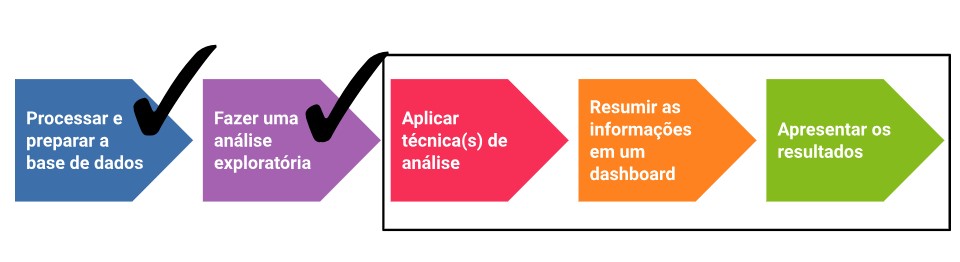 Processar e
preparar a
base de dados
Fazer uma
análise
exploratória
Aplicar
técnica(s) de
análise
Resumir as
informações
em um
dashboard
Apresentar os
resultados